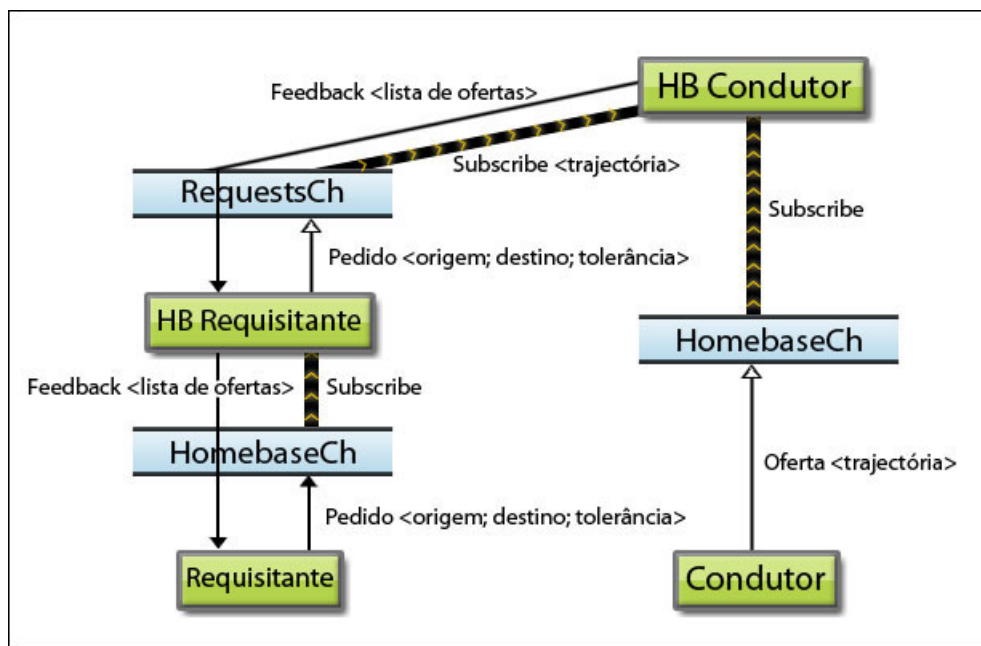 HB Condutor
Feedback <lista de ofertas>
Subscribe <trajectória>
RequestsCh
Subscribe
Pedido <origem; destino; tolerância>
HB Requisitante
HomebaseCh
Feedback <lista de ofertas>
Subscribe
HomebaseCh
Oferta <trajectória>
Pedido <origem; destino; tolerância>
Requisitante
Condutor